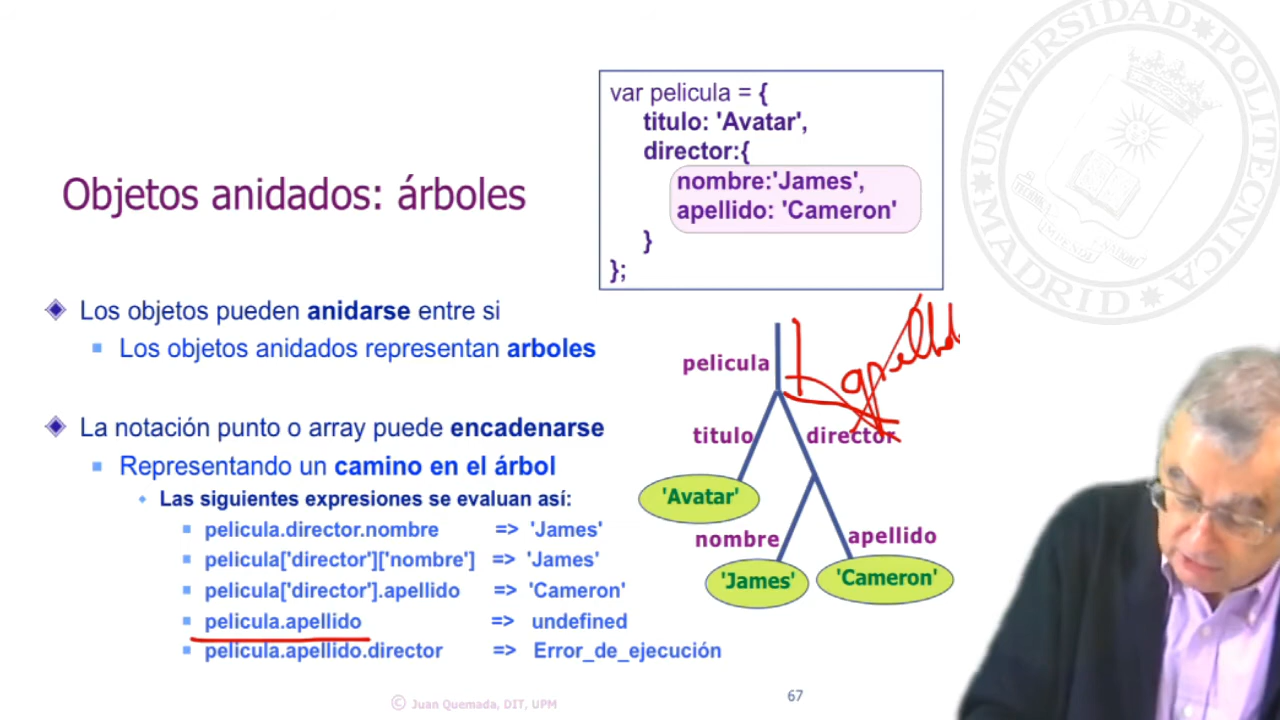 UNIVERSIDAD POLITÉCNICA
MADRID
var pelicula = {
titulo: 'Avatar',
director:{
nombre:'James',
apellido: 'Cameron'
}
};
Objetos anidados: árboles
Los objetos pueden anidarse entre si
Los objetos anidados representan arboles
La notación punto o array puede encadenarse
Representando un camino en el árbol
Las siguientes expresiones se evaluan así:
pelicula.director.nombre => 'James'
pelicula['director']['nombre'] => 'James'
pelicula['director'].apellido => 'Cameron'
pelicula.apellido => undefined
pelicula.apellido.director => Error_de_ejecución
pelicula
apellid
titulo
director
'Avatar'
nombre
apellido
'James'
'Cameron'
© Juan Quemada, DIT, UPM
67